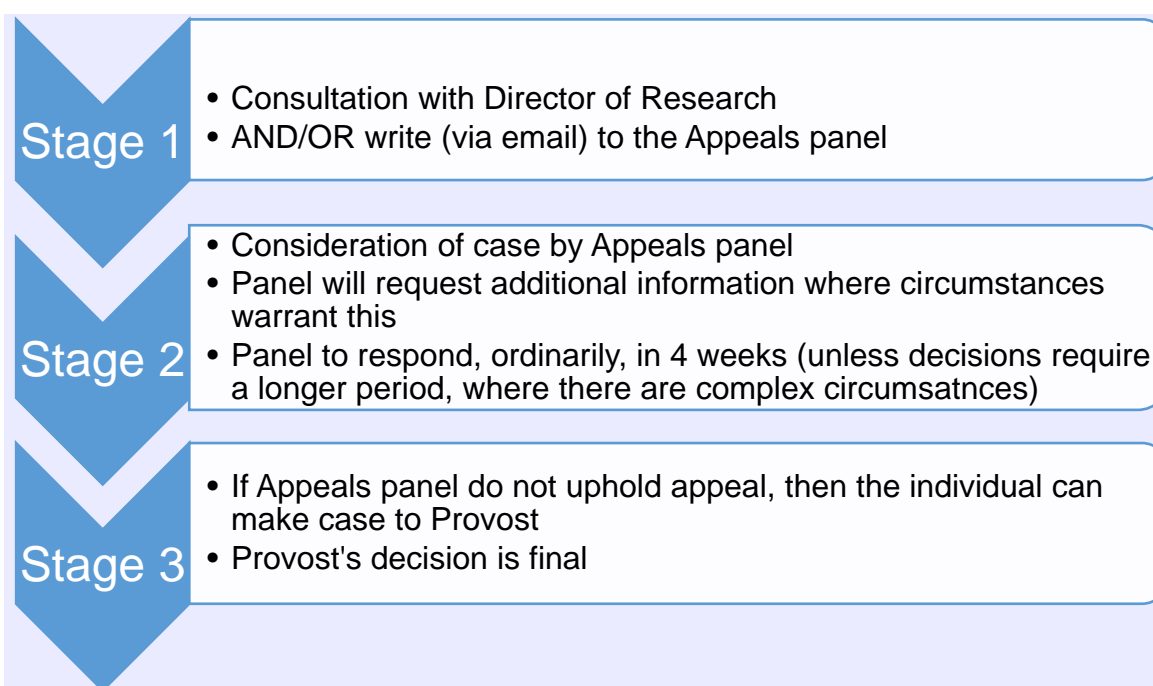 Stage 1
• Consultation with Director of Research
• AND/OR write (via email) to the Appeals panel
Stage 2
• Consideration of case by Appeals panel
• Panel will request additional information where circumstances
warrant this
• Panel to respond, ordinarily, in 4 weeks (unless decisions require
a longer period, where there are complex circumsatnces)
Stage 3
• If Appeals panel do not uphold appeal, then the individual can
make case to Provost
• Provost's decision is final